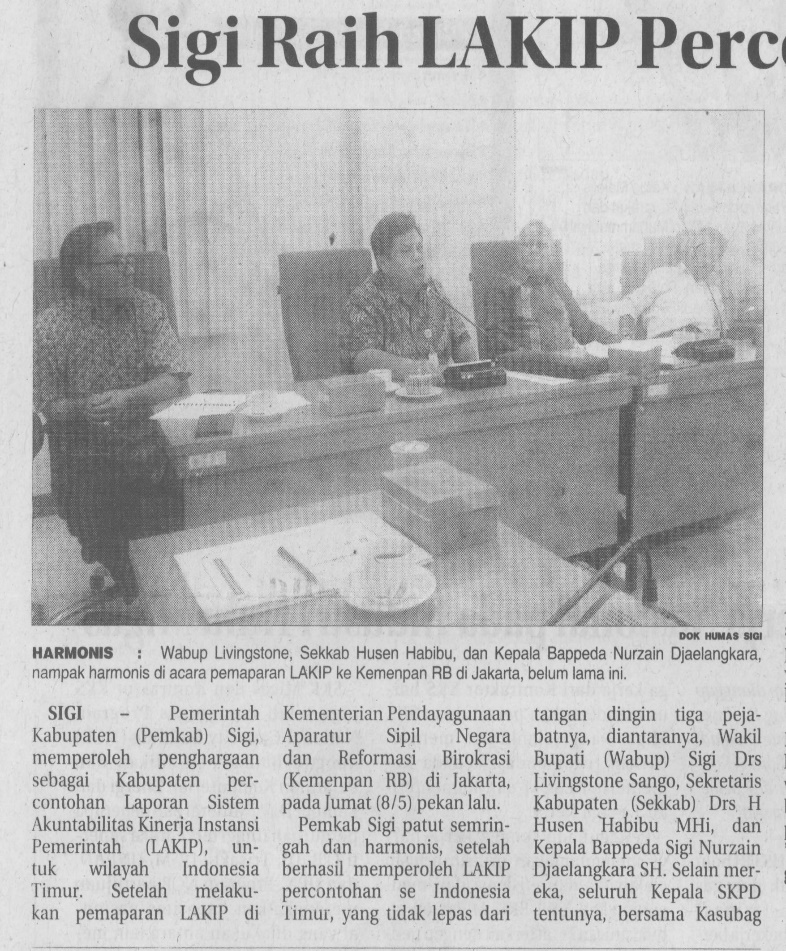 Sigi Raih LAKIP Perc
DOK HUMAS SIGI
HARMONIS : Wabup Livingstone, Sekkab Husen Habibu, dan Kepala Bappeda Nurzain Djaelangkara,
nampak harmonis di acara pemaparan LAKIP ke Kemenpan RB di Jakarta, belum lama ini.
SIGI – Pemerintah
Kabupaten (Pemkab) Sigi,
memperoleh penghargaan
sebagai Kabupaten per-
contohan Laporan Sistem
Akuntabilitas Kinerja Instansi
Pemerintah (LAKIP), un-
tuk wilayah Indonesia
Timur. Setelah melaku-
kan pemaparan LAKIP di
Kementerian Pendayagunaan
Aparatur Sipil Negara
dan Reformasi Birokrasi
(Kemenpan RB) di Jakarta,
pada Jumat (8/5) pekan lalu.
Pemkab Sigi patut semrin-
gah dan harmonis, setelah
berhasil memperoleh LAKIP
percontohan se Indonesia
Timur, yang tidak lepas dari
tangan dingin tiga peja-
batnya, diantaranya, Wakil
Bupati (Wabup) Sigi Drs
Livingstone Sango, Sekretaris
Kabupaten (Sekkab) Drs H
Husen Habibu MHi, dan
Kepala Bappeda Sigi Nurzain
Djaelangkara SH. Selain mer-
eka, seluruh Kepala SKPD
tentunya, bersama Kasubag